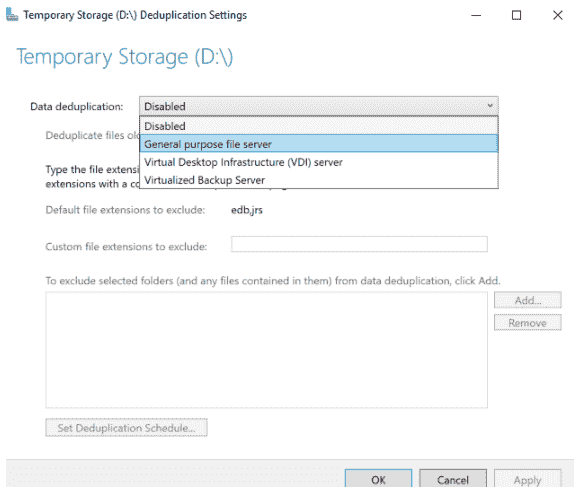 Temporary Storage (D:\) Deduplication Settings
Temporary Storage (D:\)
Data deduplication: Disabled
Disabled
Deduplicate files
General purpose file server
Type the file extensi
Virtual Desktop Infrastructure (VDI) server
extensions with a co
Virtualized Backup Server
Default file extensions to exclude: edb,jrs
Custom file extensions to exclude:
To exclude selected folders (and any files contained in them) from data deduplication, click Add.
Add...
Remove
Set Deduplication Schedule...
OK Cancel Apply